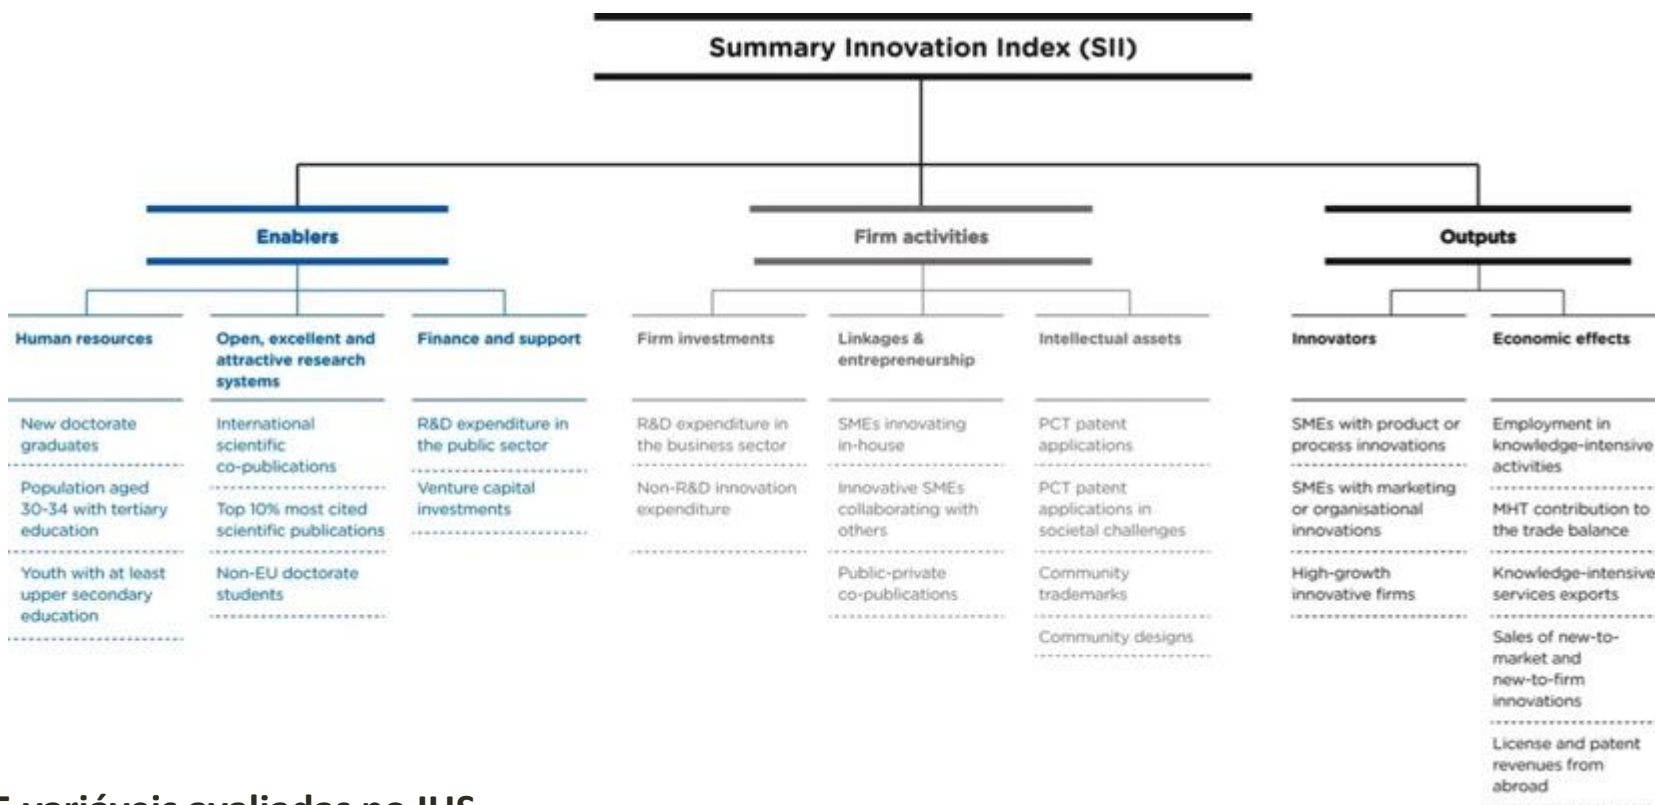 Summary Innovation Index (SII)
Enablers
Firm activities
Outputs
Human resources
New doctorate
graduates
Population aged
30-34 with tertiary
education
Youth with at least
upper secondary
education
Open, excellent and
attractive research
systems
International
scientific
co-publications
Top 10% most cited
scientific publications
Non-EU doctorate
students
Finance and support
R&D expenditure in
the public sector
Venture capital
investments
Firm investments
R&D expenditure in
the business sector
Non-R&D innovation
expenditure
Linkages &
entrepreneurship
SMEs innovating
in-house
Innovative SMEs
collaborating with
others
Public-private
co-publications
Intellectual assets
PCT patent
applications
PCT patent
applications in
societal challenges
Community
trademarks
Community designs
Innovators
SMEs with product or
process innovations
SMEs with marketing
or organisational
innovations
High-growth
innovative firms
Economic effects
Employment in
knowledge-intensive
activities
MHT contribution to
the trade balance
Knowledge-intensive
services exports
Sales of new-to-
market and
new-to-firm
innovations
License and patent
revenues from
abroad
variáveis avaliadas no IUS